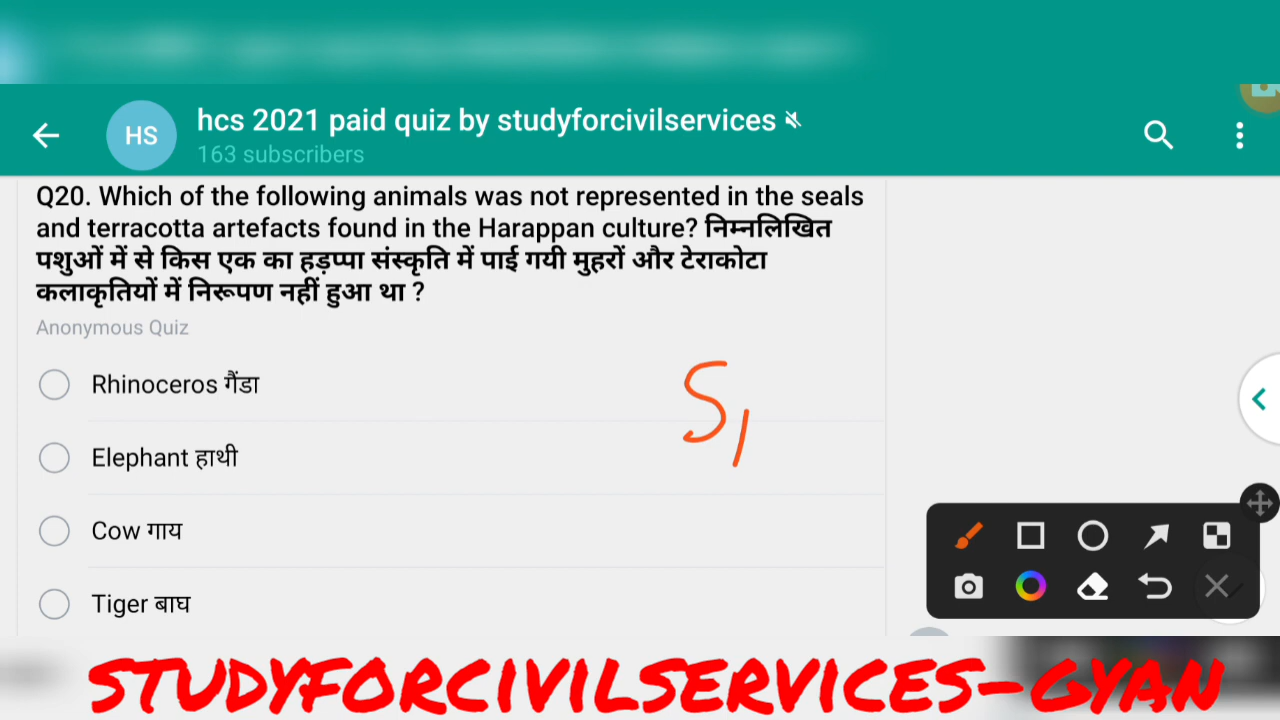 HS
hcs 2021 paid quiz by studyforcivilservices
163 subscribers
Q20. Which of the following animals was not represented in the seals
and terracotta artefacts found in the Harappan culture? निम्नलिखित
पशुओं में से किस एक का हड़प्पा संस्कृति में पाई गयी मुहरों और टेराकोटा
कलाकृतियों में निरूपण नहीं हुआ था ?
Anonymous Quiz
Rhinoceros गैंडा
Elephant हाथी
Cow गाय
Tiger बाघ
S
STUDYFORCIVILSERVICES-GYAN